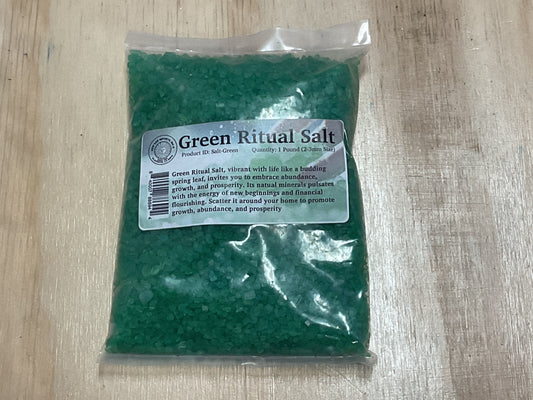 Green Ritual Salt
Product ID: Salt-Green Quantity: 1 Pound (2-3mm Size)
Green Ritual Salt, vibrant with life like a budding
spring leaf, invites you to embrace abundance,
growth, and prosperity. Its natual minerals pulsates
with the energy of new beginnings and financial
flourishing. Scatter it around your home to promote
growth, abundance, and prosperity